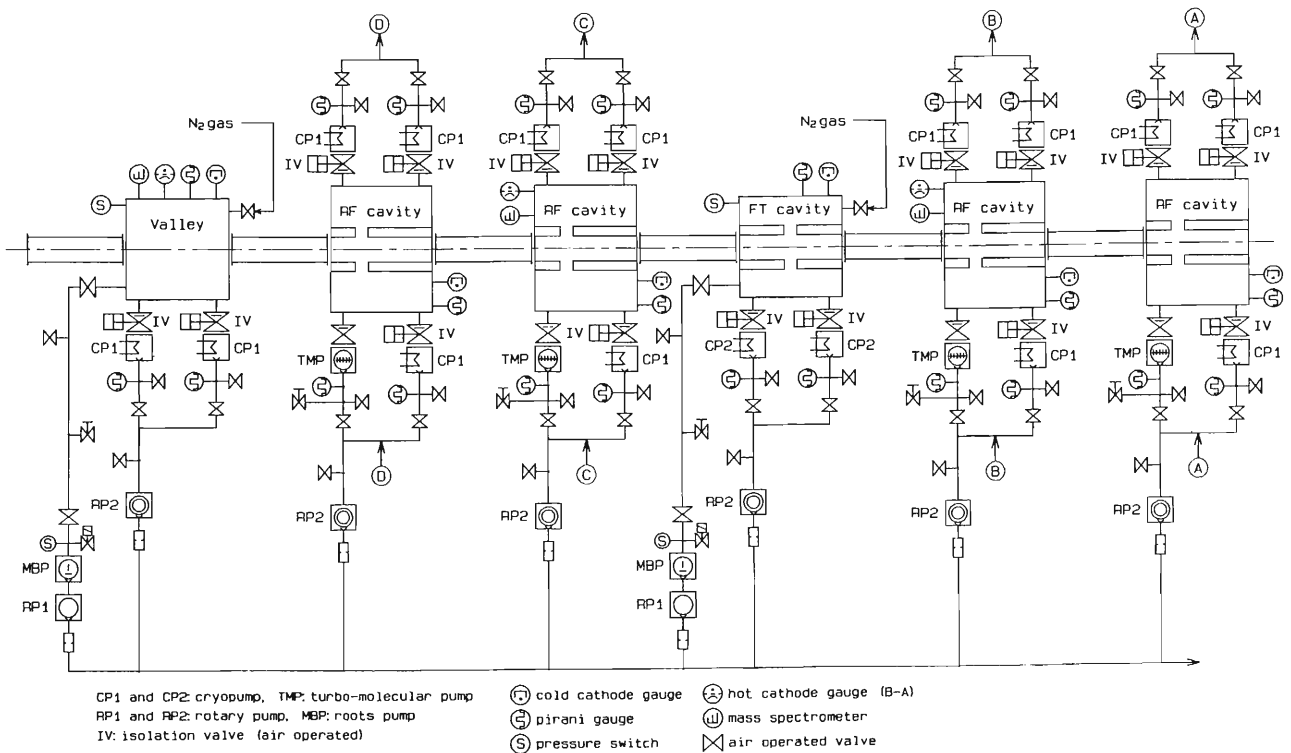 D
C
B
A
CP1
CP1
CP1
CP1
CP1
CP1
CP1
CP1
N2 gas
N2 gas
IV
IV
IV
IV
IV
IV
IV
IV
S
Valley
RF cavity
RF cavity
S
FT cavity
RF cavity
RF cavity
IV
IV
IV
IV
IV
IV
IV
IV
CP1
CP1
TMP
CP1
TMP
CP1
CP2
CP2
TMP
CP1
TMP
CP1
D
C
B
A
RP2
RP2
RP2
RP2
RP2
RP2
S
S
MBP
MBP
RP1
RP1
CP1 and CP2: cryopump, TMP: turbo-molecular pump
RP1 and RP2: rotary pump, MBP: roots pump
IV: isolation valve (air operated)
cold cathode gauge
pirani gauge
S pressure switch
hot cathode gauge (B-A)
mass spectrometer
air operated valve